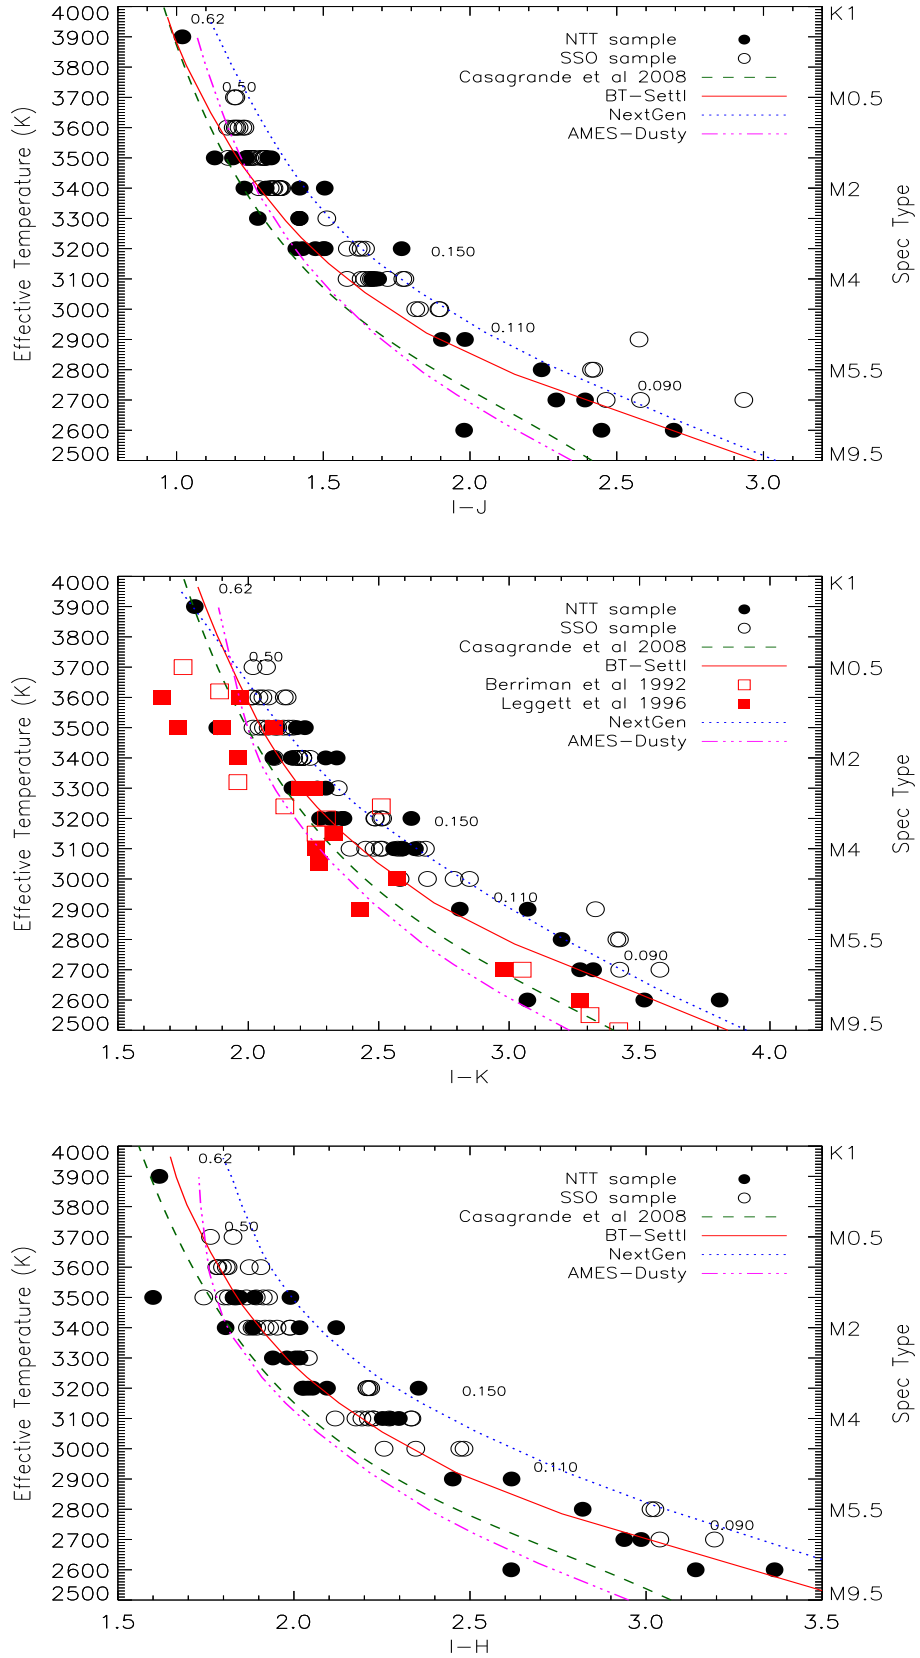 4000
3900
3800
3700
3600
3500
3400
3300
3200
3100
3000
2900
2800
2700
2600
2500
Effective Temperature (K)
0.62
0.50
0.150
0.110
0.090
NTT sample
SSO sample
Casagrande et al 2008
BT-Settl
NextGen
AMES-Dusty
K1
M0.5
M2
M4
M5.5
M9.5
Spec Type
1.0 1.5 2.0 2.5 3.0
I-J
4000
3900
3800
3700
3600
3500
3400
3300
3200
3100
3000
2900
2800
2700
2600
2500
Effective Temperature (K)
0.62
0.50
0.150
0.110
0.090
NTT sample
SSO sample
Casagrande et al 2008
BT-Settl
Berriman et al 1992
Leggett et al 1996
NextGen
AMES-Dusty
K1
M0.5
M2
M4
M5.5
M9.5
Spec Type
1.5 2.0 2.5 3.0 3.5 4.0
I-K
4000
3900
3800
3700
3600
3500
3400
3300
3200
3100
3000
2900
2800
2700
2600
2500
Effective Temperature (K)
0.62
0.50
0.150
0.110
0.090
NTT sample
SSO sample
Casagrande et al 2008
BT-Settl
NextGen
AMES-Dusty
K1
M0.5
M2
M4
M5.5
M9.5
Spec Type
1.5 2.0 2.5 3.0 3.5
I-H